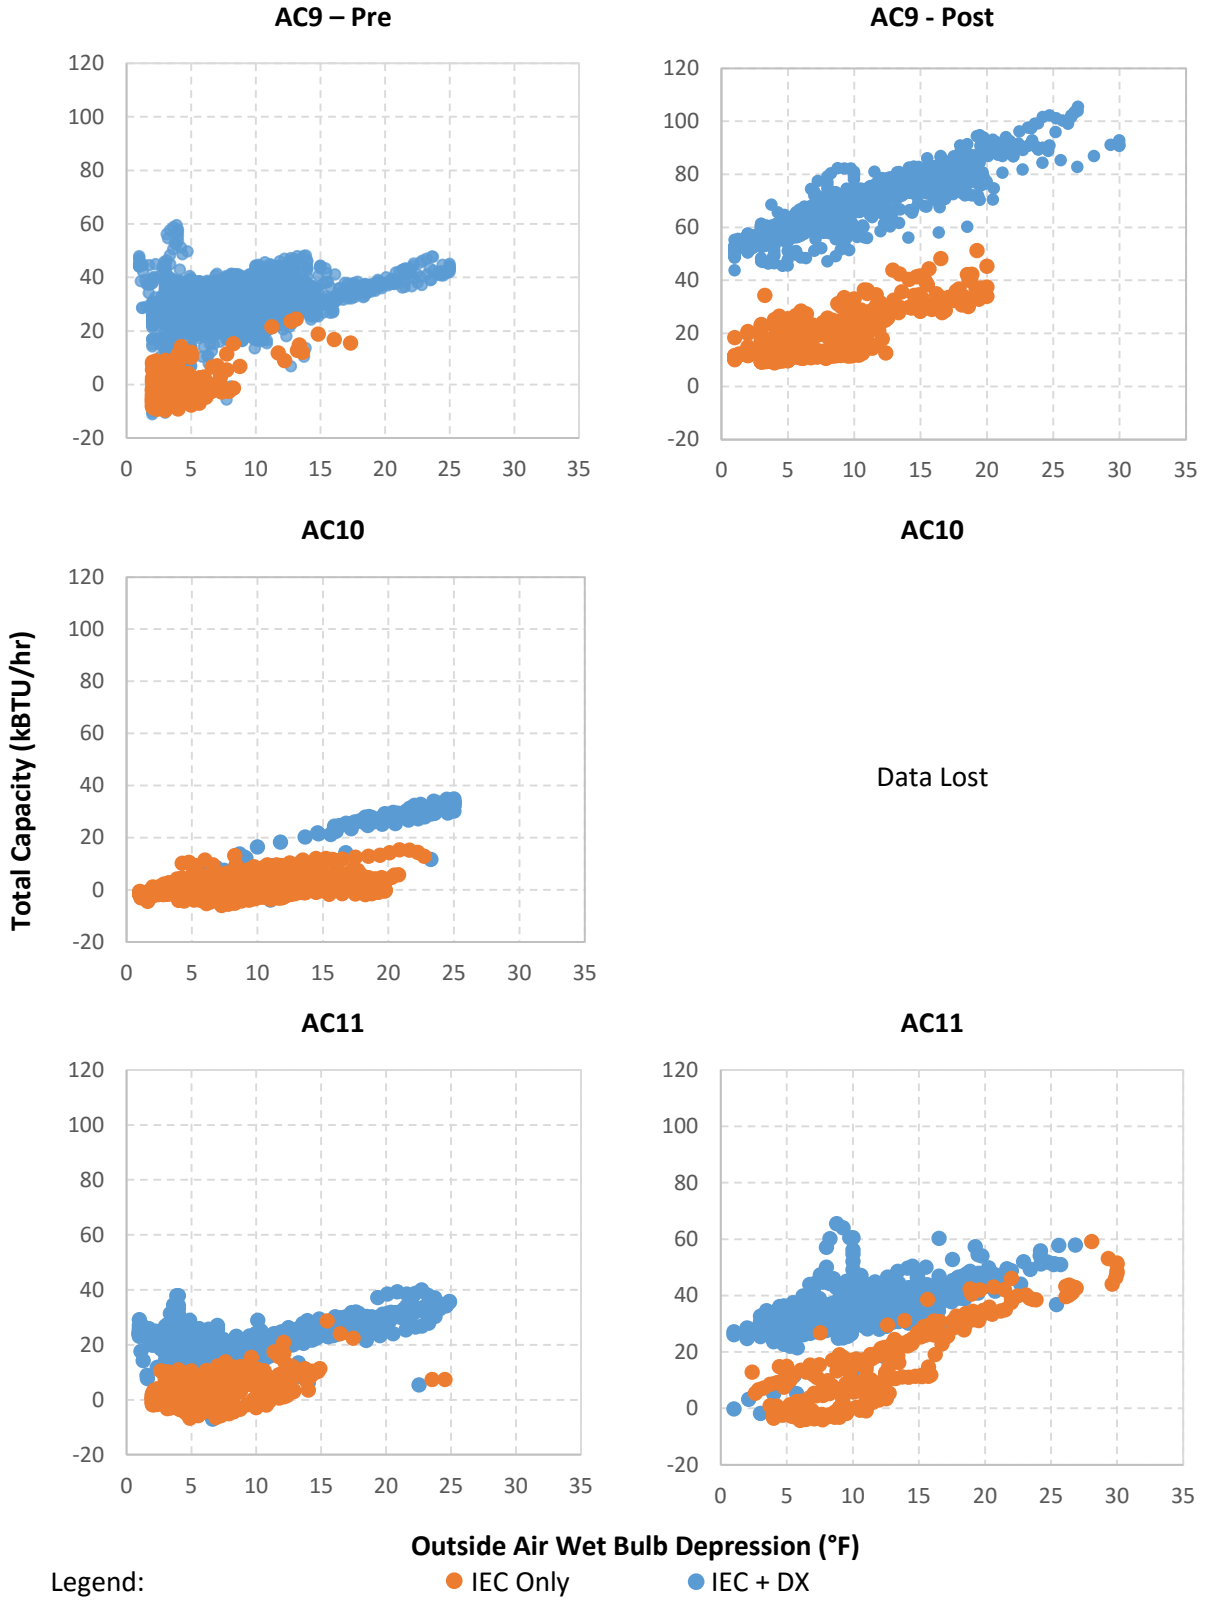 AC9 – Pre
AC9 - Post
120
100
80
60
40
20
0
-20
0 5 10 15 20 25 30 35
120
100
80
60
40
20
0
-20
0 5 10 15 20 25 30 35
AC10
AC10
Total Capacity (kBTU/hr)
120
100
80
60
40
20
0
-20
0 5 10 15 20 25 30 35
Data Lost
AC11
AC11
120
100
80
60
40
20
0
-20
0 5 10 15 20 25 30 35
120
100
80
60
40
20
0
-20
0 5 10 15 20 25 30 35
Outside Air Wet Bulb Depression (°F)
Legend: IEC Only IEC + DX